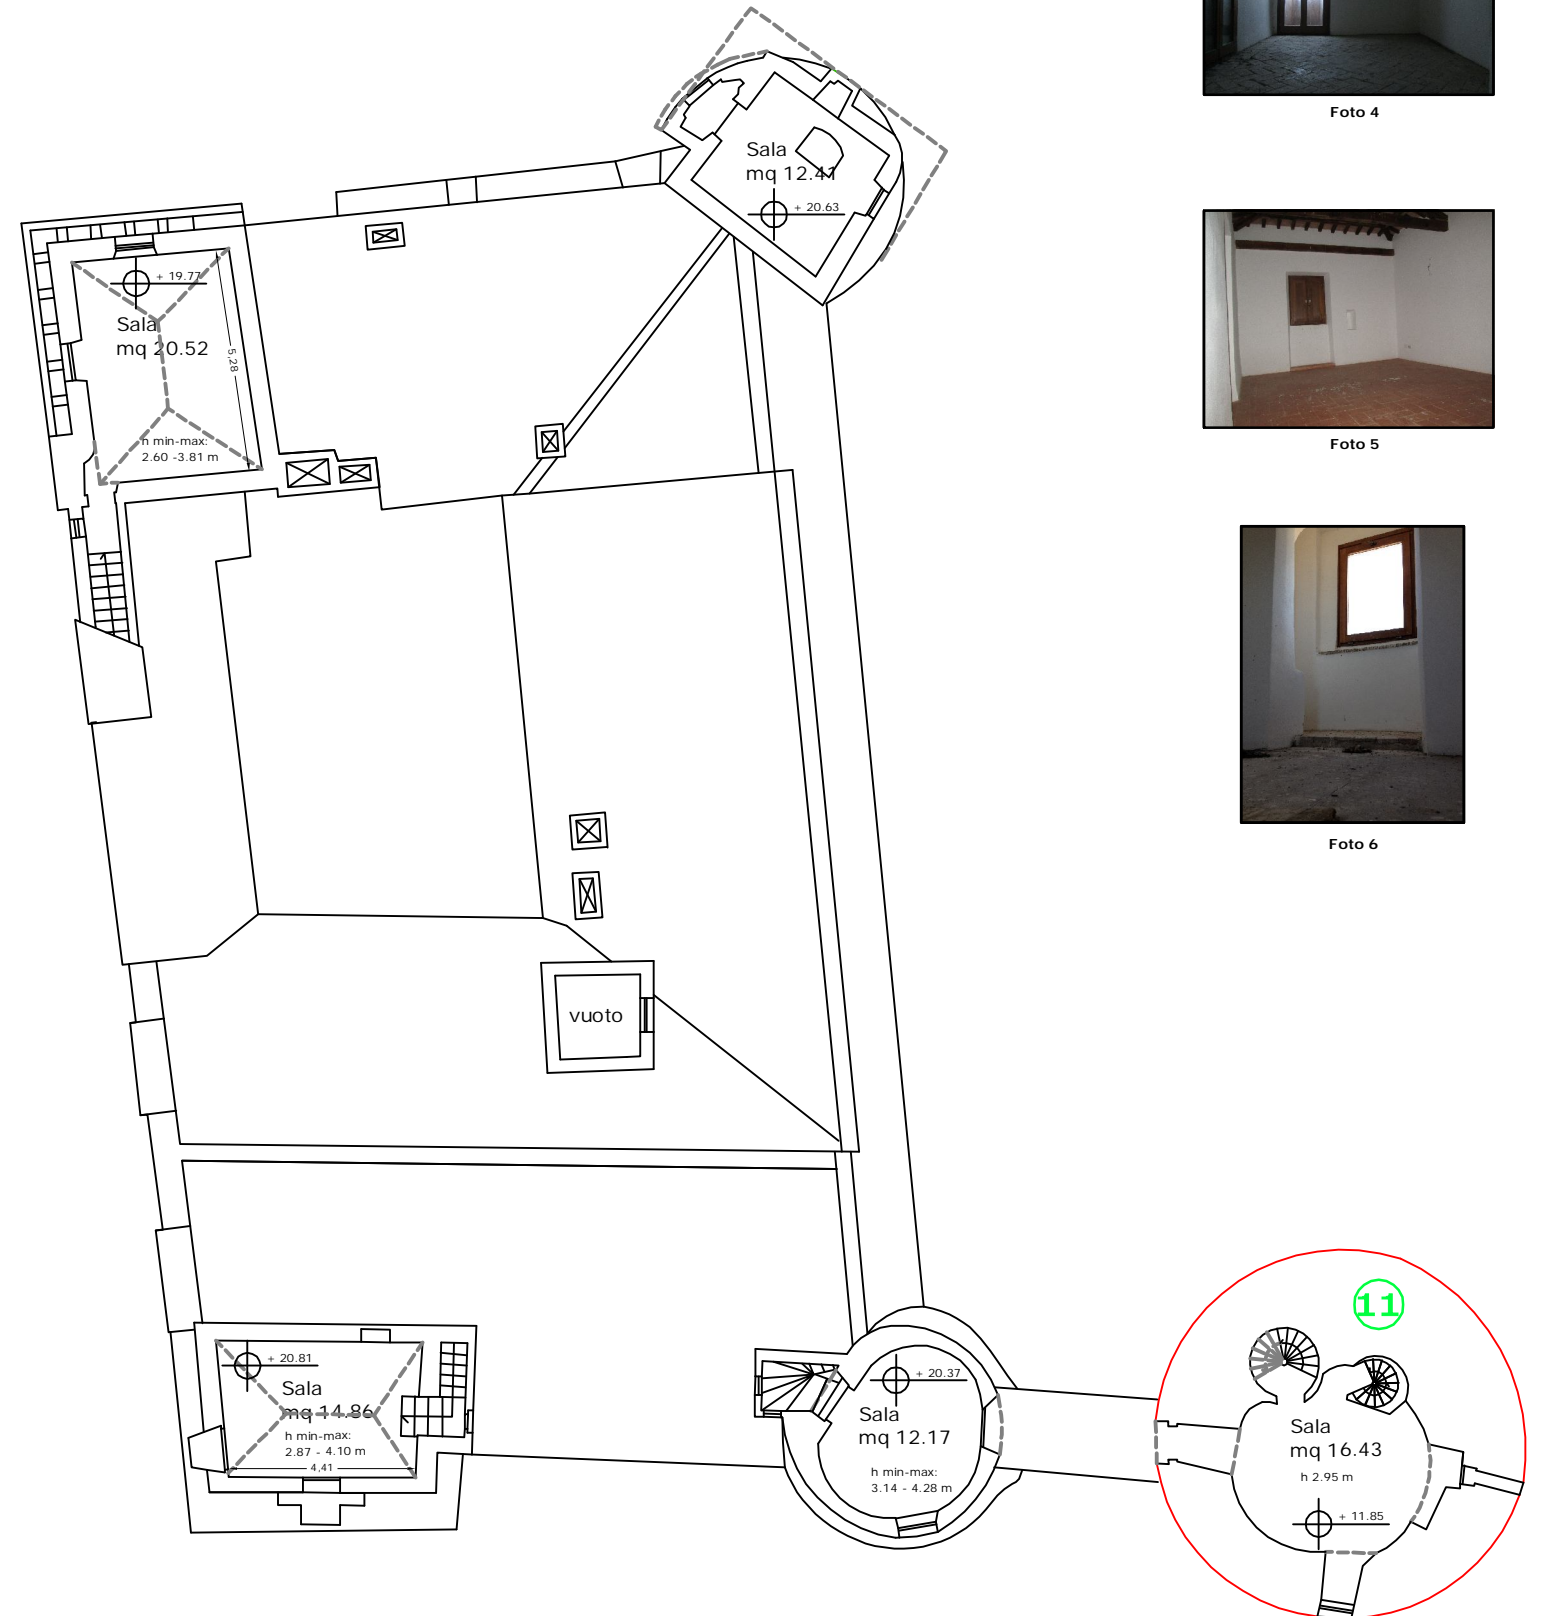 Foto 4
Sala
mq 12.41
+ 20.63
+ 19.77
Sala
mq 20.52
5,28
h min-max:
2.60 -3.81 m
Foto 5
Foto 6
vuoto
11
+ 20.81
Sala
mq 14.86
h min-max:
2.87 - 4.10 m
4,41
+ 20.37
Sala
mq 12.17
h min-max:
3.14 - 4.28 m
Sala
mq 16.43
h 2.95 m
+ 11.85